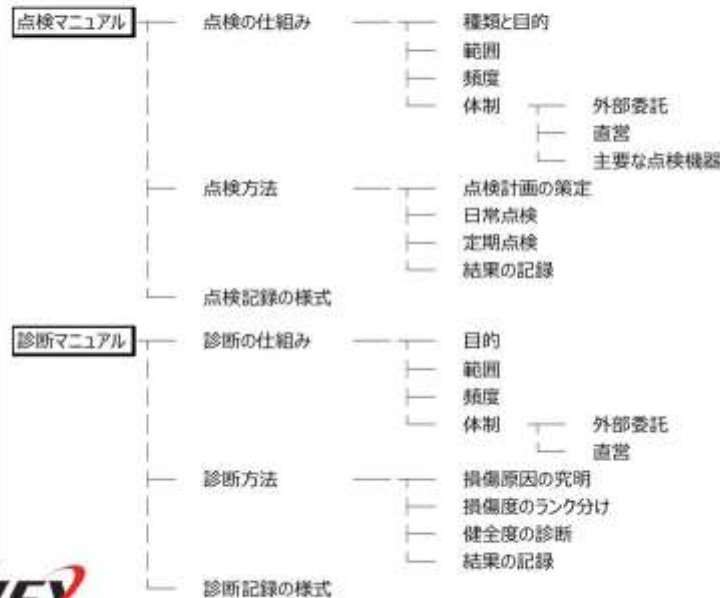 点検マニュアル 点検の仕組み 種類と目的
範囲
頻度
体制 外部委託
直営
主要な点検機器
点検方法 点検計画の策定
日常点検
定期点検
結果の記録
点検記録の様式
診断マニュアル 診断の仕組み 目的
範囲
頻度
体制 外部委託
直営
診断方法 損傷原因の究明
損傷度のランク分け
健全度の診断
結果の記録
診断記録の様式